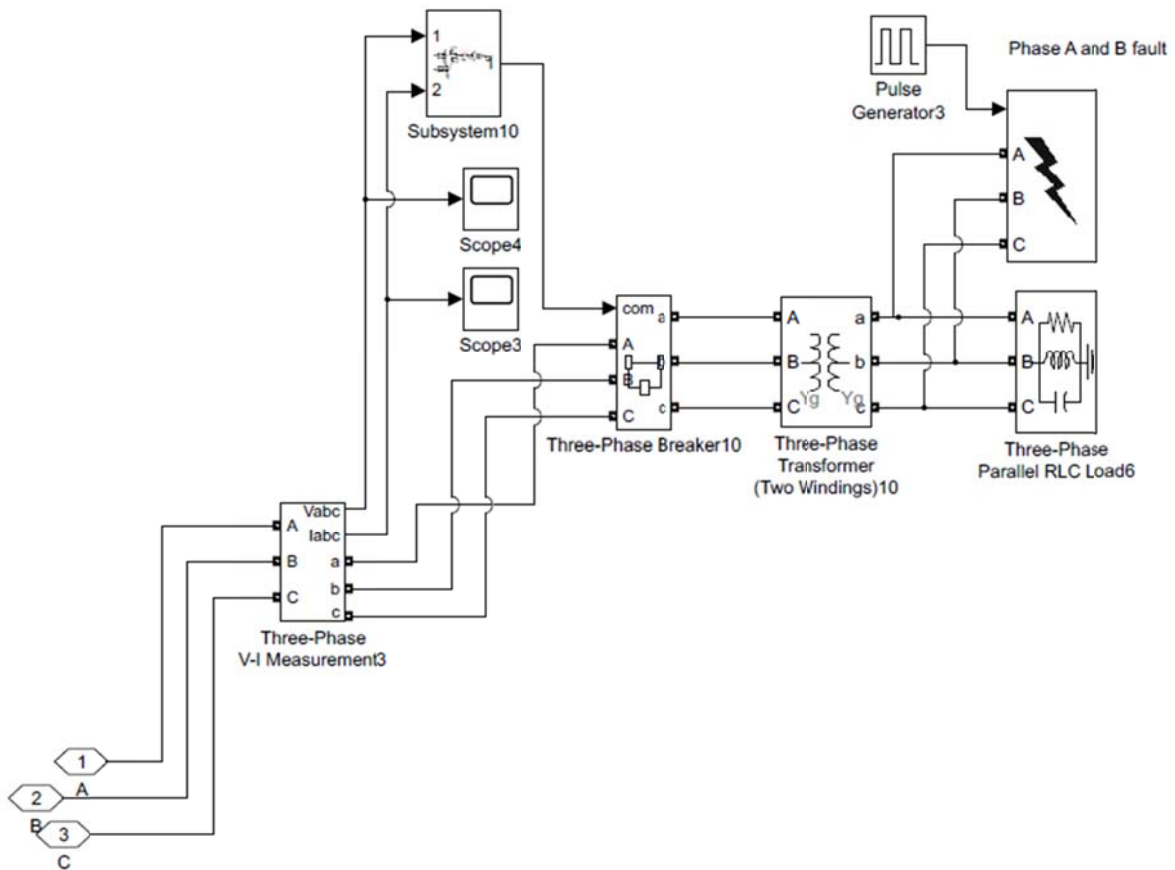 1
2
Subsystem10
Pulse
Generator3
Phase A and B fault
A
B
C
Scope4
Scope3
com
A
B
C
a
b
c
Three-Phase Breaker10
A
B
C
a
b
c
Yg
Yg
Three-Phase
Transformer
(Two Windings)10
A
B
C
Three-Phase
Parallel RLC Load6
Vabc
Iabc
A
B
C
a
b
c
Three-Phase
V-I Measurement3
1
A
2
B
3
C